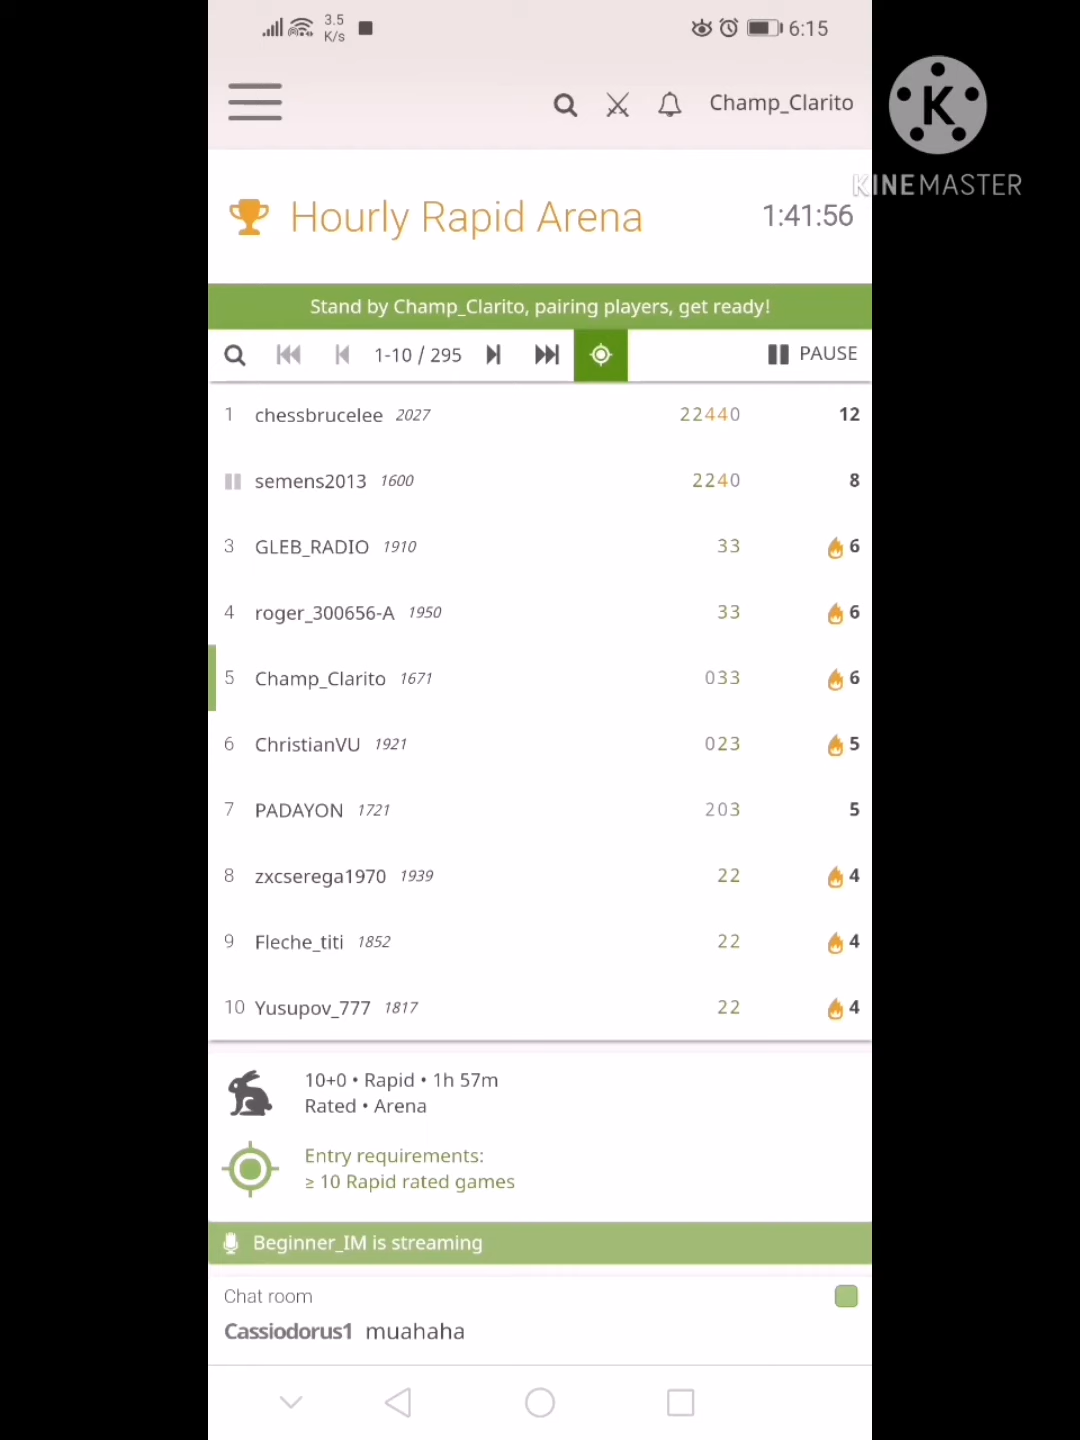 3.5
K/s
6:15
Champ_Clarito
K
KINEMASTER
Hourly Rapid Arena 1:41:56
Stand by Champ_Clarito, pairing players, get ready!
1-10 / 295 PAUSE
1 chessbrucelee 2027 22440 12
semens2013 1600 2240 8
3 GLEB_RADIO 1910 33 6
4 roger_300656-A 1950 33 6
5 Champ_Clarito 1671 033 6
6 ChristianVU 1921 023 5
7 PADAYON 1721 203 5
8 zxcserega1970 1939 22 4
9 Fleche_titi 1852 22 4
10 Yusupov_777 1817 22 4
10+0 • Rapid • 1h 57m
Rated • Arena
Entry requirements:
≥ 10 Rapid rated games
Beginner_IM is streaming
Chat room
Cassiodorus1 muahaha